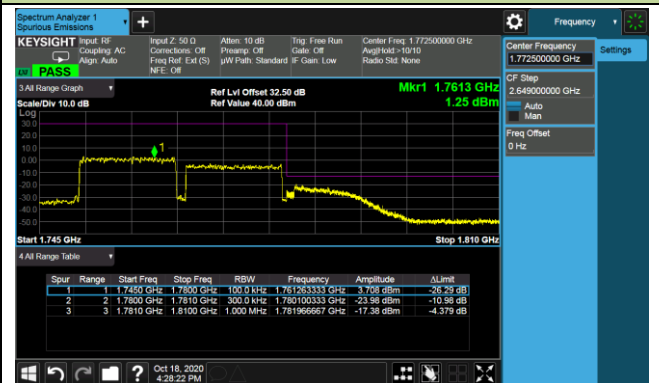 Spectrum Analyzer 1
Spurious Emissions
+
Frequency
KEYSIGHT
Input: RF
Coupling: AC
Align: Auto
Input Z: 50 Ω
Corrections: Off
Freq Ref: Ext (S)
NFE: Off
Atten: 10 dB
Preamp: Off
µW Path: Standard
Trig: Free Run
Gate: Off
IF Gain: Low
Center Freq: 1.772500000 GHz
Avg|Hold:>10/10
Radio Std: None
PASS
Center Frequency
1.772500000 GHz
Settings
CF Step
2.649000000 GHz
Auto
Man
Freq Offset
0 Hz
3 All Range Graph
Scale/Div 10.0 dB
Ref Lvl Offset 32.50 dB
Ref Value 40.00 dBm
Mkr1 1.7613 GHz
1.25 dBm
Log
30.0
20.0
10.0
0.00
-10.0
-20.0
-30.0
-40.0
-50.0
1
Start 1.745 GHz
Stop 1.810 GHz
4 All Range Table
Spur Range Start Freq Stop Freq RBW Frequency Amplitude ΔLimit
1 1 1.7450 GHz 1.7800 GHz 100.0 kHz 1.761263333 GHz 3.708 dBm -26.29 dB
2 2 1.7800 GHz 1.7810 GHz 300.0 kHz 1.780100333 GHz -23.98 dBm -10.98 dB
3 3 1.7810 GHz 1.8100 GHz 1.000 MHz 1.781966667 GHz -17.38 dBm -4.379 dB
?
Oct 18, 2020
4:28:22 PM